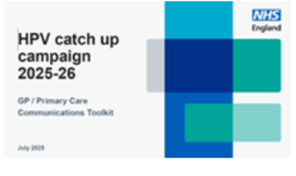 NHS
England
HPV catch up
campaign
2025-26
GP / Primary Care
Communications Toolkit
July 2025